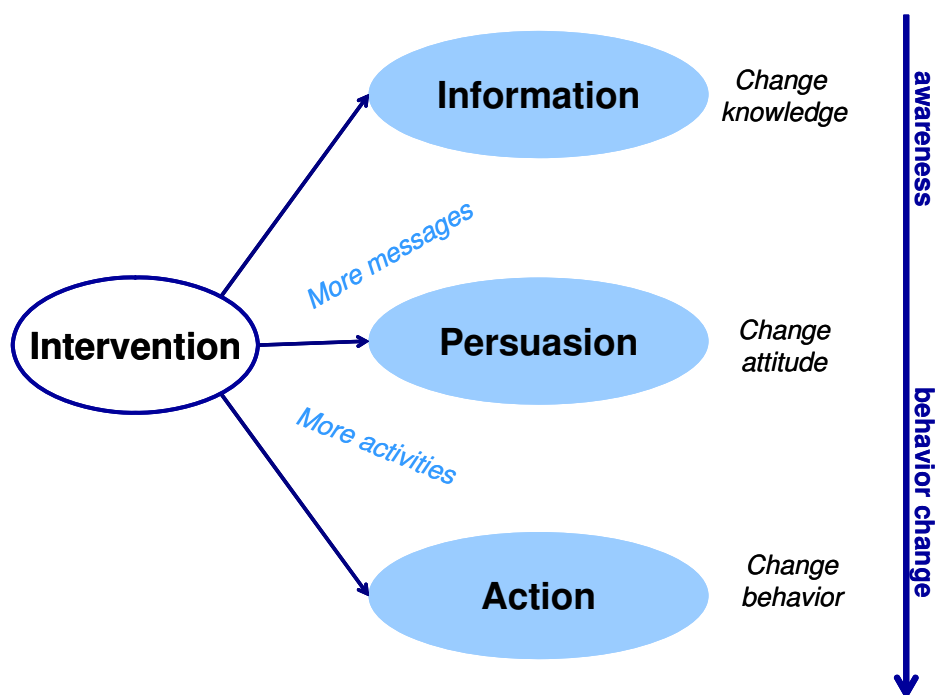 Information
Change
knowledge
awareness
More messages
Intervention
Persuasion
Change
attitude
More activities
behavior change
Action
Change
behavior